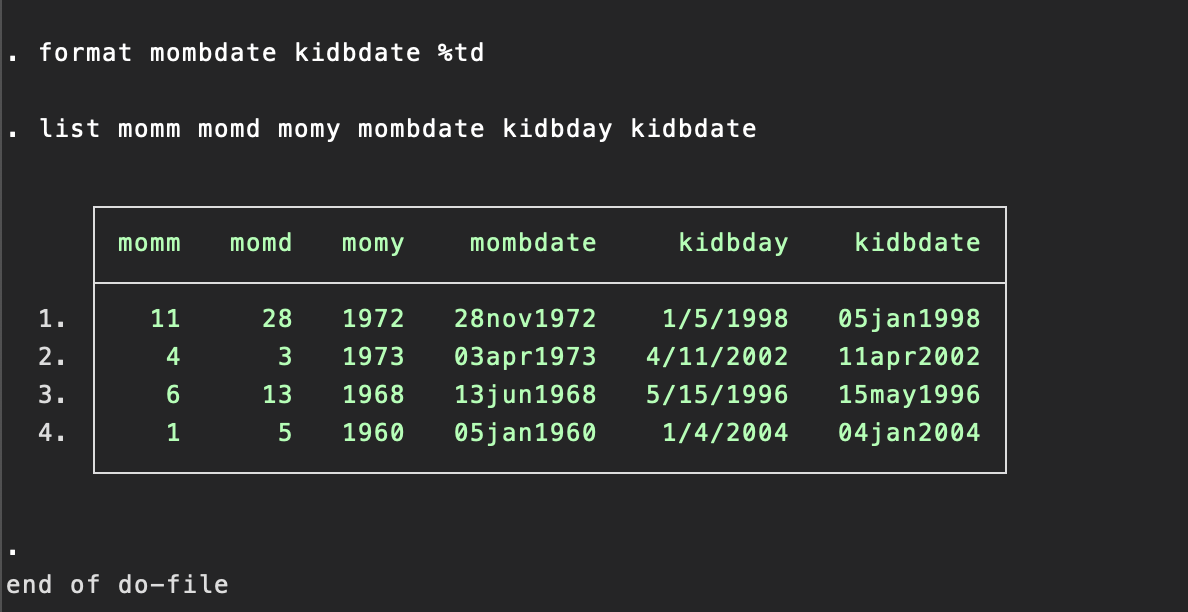 . format mombdate kidbdate %td
. list momm momd momy mombdate kidbday kidbdate
momm momd momy mombdate kidbday kidbdate
1. 11 28 1972 28nov1972 1/5/1998 05jan1998
2. 4 3 1973 03apr1973 4/11/2002 11apr2002
3. 6 13 1968 13jun1968 5/15/1996 15may1996
4. 1 5 1960 05jan1960 1/4/2004 04jan2004
.
end of do-file